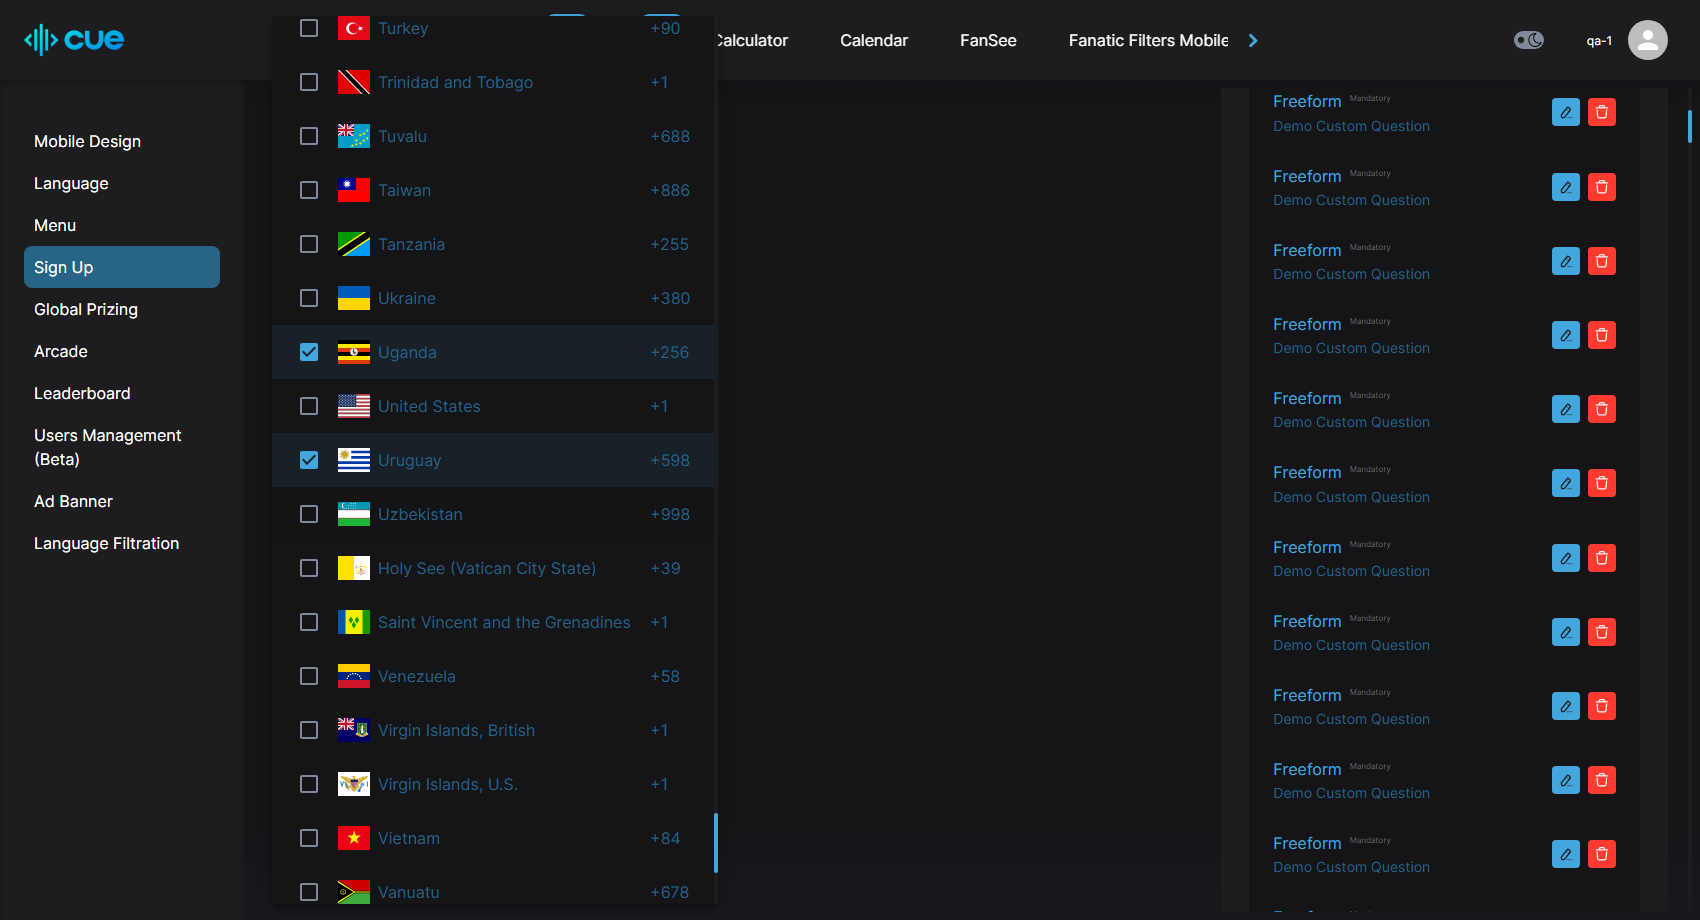 cue
Calculator
Calendar
FanSee
Fanatic Filters Mobile
qa-1
Mobile Design
Language
Menu
Sign Up
Global Prizing
Arcade
Leaderboard
Users Management
(Beta)
Ad Banner
Language Filtration
Turkey +90
Trinidad and Tobago +1
Tuvalu +688
Taiwan +886
Tanzania +255
Ukraine +380
Uganda +256
United States +1
Uruguay +598
Uzbekistan +998
Holy See (Vatican City State) +39
Saint Vincent and the Grenadines +1
Venezuela +58
Virgin Islands, British +1
Virgin Islands, U.S. +1
Vietnam +84
Vanuatu +678
Freeform Mandatory
Demo Custom Question
Freeform Mandatory
Demo Custom Question
Freeform Mandatory
Demo Custom Question
Freeform Mandatory
Demo Custom Question
Freeform Mandatory
Demo Custom Question
Freeform Mandatory
Demo Custom Question
Freeform Mandatory
Demo Custom Question
Freeform Mandatory
Demo Custom Question
Freeform Mandatory
Demo Custom Question
Freeform Mandatory
Demo Custom Question
Freeform Mandatory
Demo Custom Question